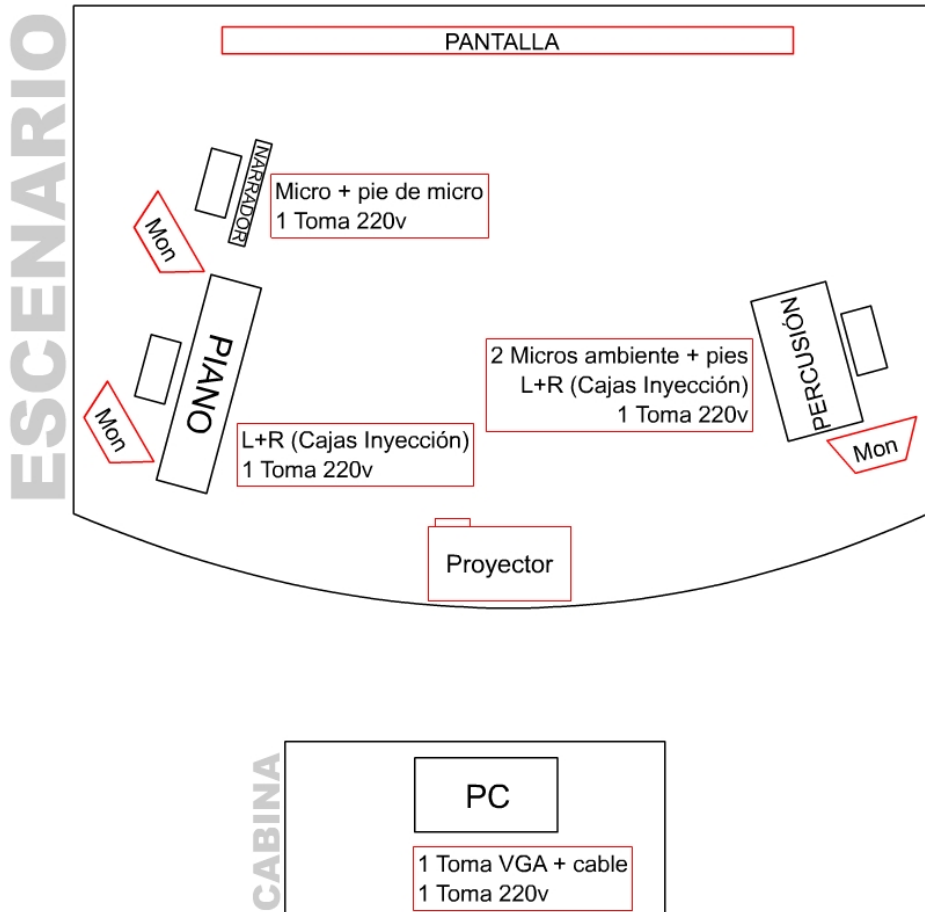 ESCENARIO
PANTALLA
NARRADOR
Micro + pie de micro
1 Toma 220v
Mon
PIANO
Mon
L+R (Cajas Inyección)
1 Toma 220v
2 Micros ambiente + pies
L+R (Cajas Inyección)
1 Toma 220v
PERCUSIÓN
Mon
Proyector
CABINA
PC
1 Toma VGA + cable
1 Toma 220v